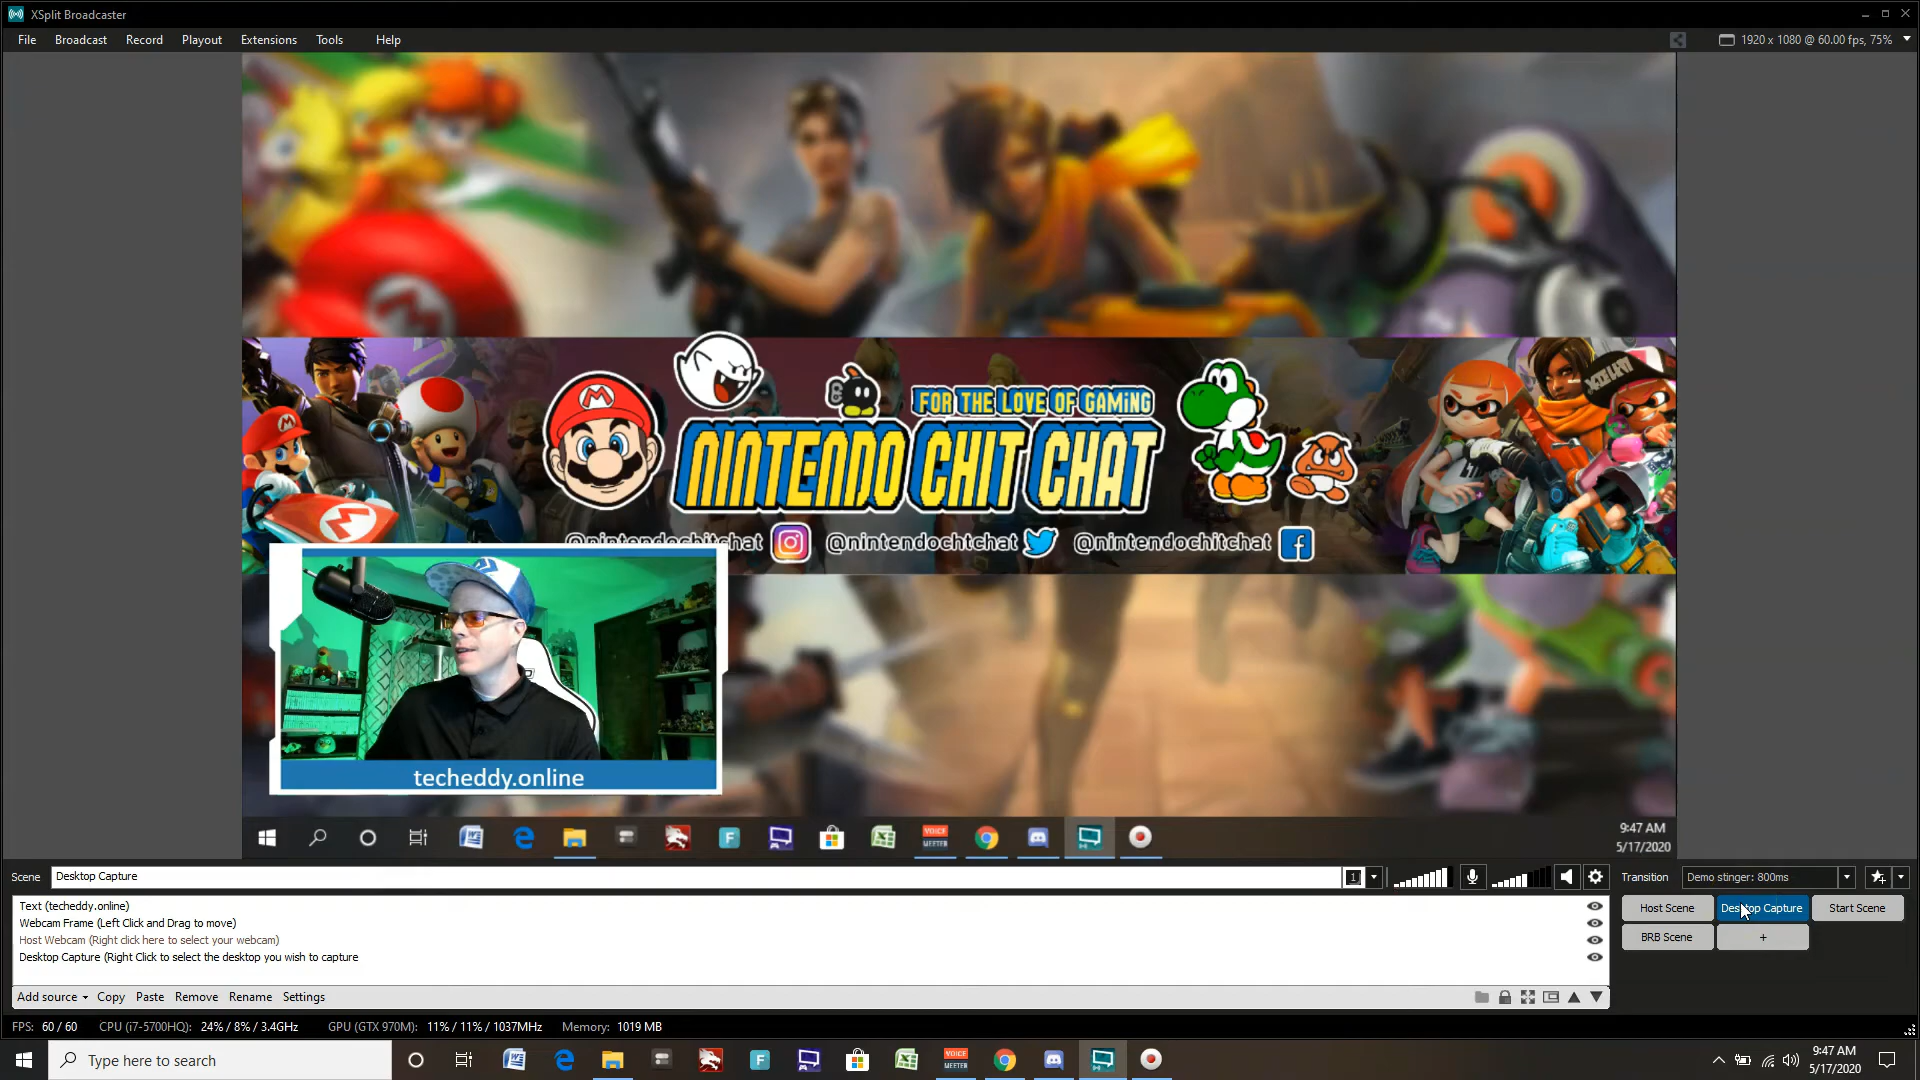 XSplit Broadcaster
File Broadcast Record Playout Extensions Tools Help
1920 x 1080 @ 60.00 fps, 75%
FOR THE LOVE OF GAMING
NINTENDO CHIT CHAT
@nintendochitchat @nintendochtchat @nintendochitchat
techeddy.online
VOICE
MEETER
9:47 AM
5/17/2020
Scene Desktop Capture 1
Transition Demo stinger: 800ms
Text (techeddy.online)
Webcam Frame (Left Click and Drag to move)
Host Webcam (Right click here to select your webcam)
Desktop Capture (Right Click to select the desktop you wish to capture
Host Scene Desktop Capture Start Scene
BRB Scene +
Add source Copy Paste Remove Rename Settings
FPS: 60 / 60 CPU (i7-5700HQ): 24% / 8% / 3.4GHz GPU (GTX 970M): 11% / 11% / 1037MHz Memory: 1019 MB
Type here to search
VOICE
MEETER
9:47 AM
5/17/2020